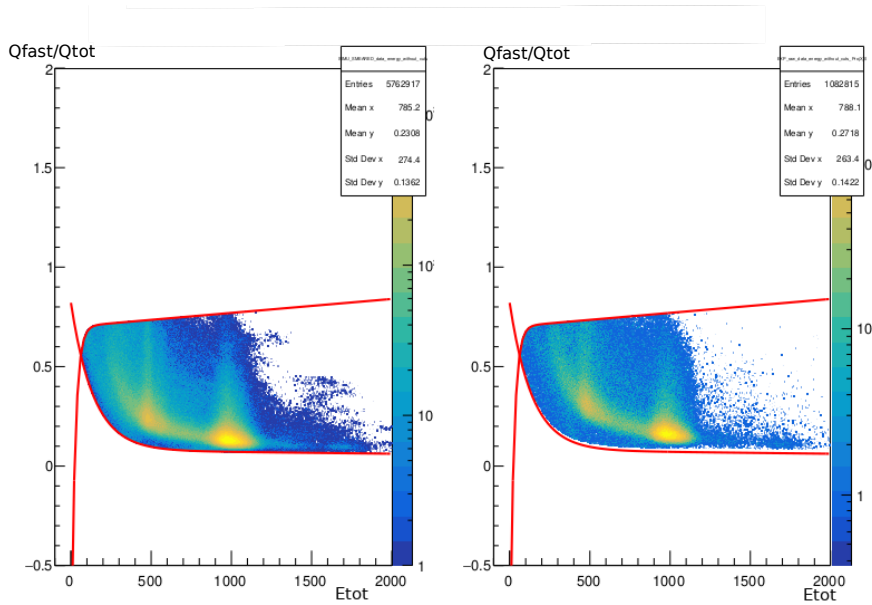 Qfast/Qtot
Entries 5762917
Mean x 785.2
Mean y 0.2308
Std Dev x 274.4
Std Dev y 0.1362
2
1.5
1
0.5
0
−0.5
0 500 1000 1500 2000
Etot
10
10
1
Qfast/Qtot
Entries 1082815
Mean x 788.1
Mean y 0.2718
Std Dev x 263.4
Std Dev y 0.1422
2
1.5
1
0.5
0
−0.5
0 500 1000 1500 2000
Etot
0
10
1